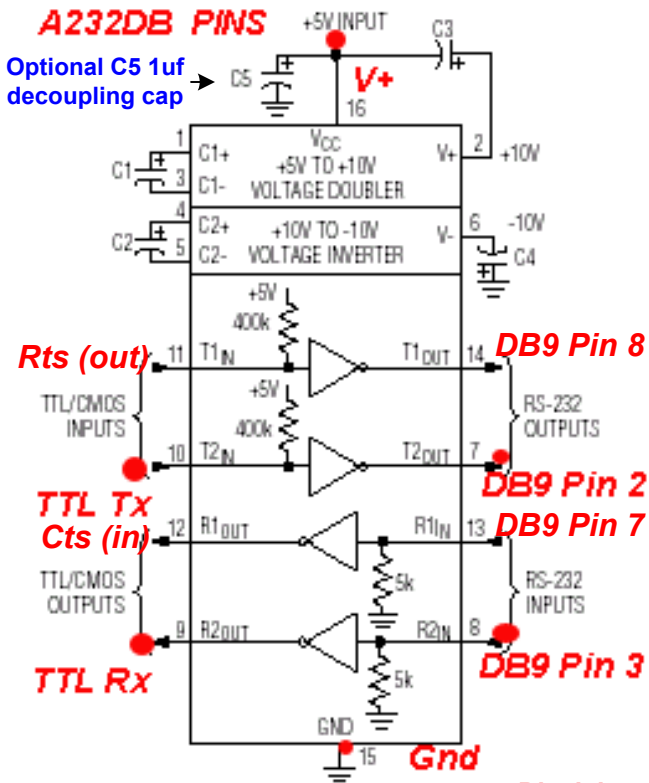 A232DB PINS
+5V INPUT
C3
Optional C5 1uf
decoupling cap
C5
V+
16
1
C1+
VCC
V+
2
+10V
+5V TO +10V
C1
3
C1-
VOLTAGE DOUBLER
4
C2+
+10V TO -10V
V-
6
-10V
C2
5
C2-
VOLTAGE INVERTER
C4
+5V
400k
Rts (out)
11
T1IN
T1OUT
14
DB9 Pin 8
TTL/CMOS
INPUTS
+5V
400k
RS-232
OUTPUTS
10
T2IN
T2OUT
7
TTL Tx
DB9 Pin 2
Cts (in)
12
R1OUT
R1IN
13
DB9 Pin 7
TTL/CMOS
OUTPUTS
5k
RS-232
INPUTS
9
R2OUT
R2IN
8
TTL Rx
5k
DB9 Pin 3
GND
15
Gnd